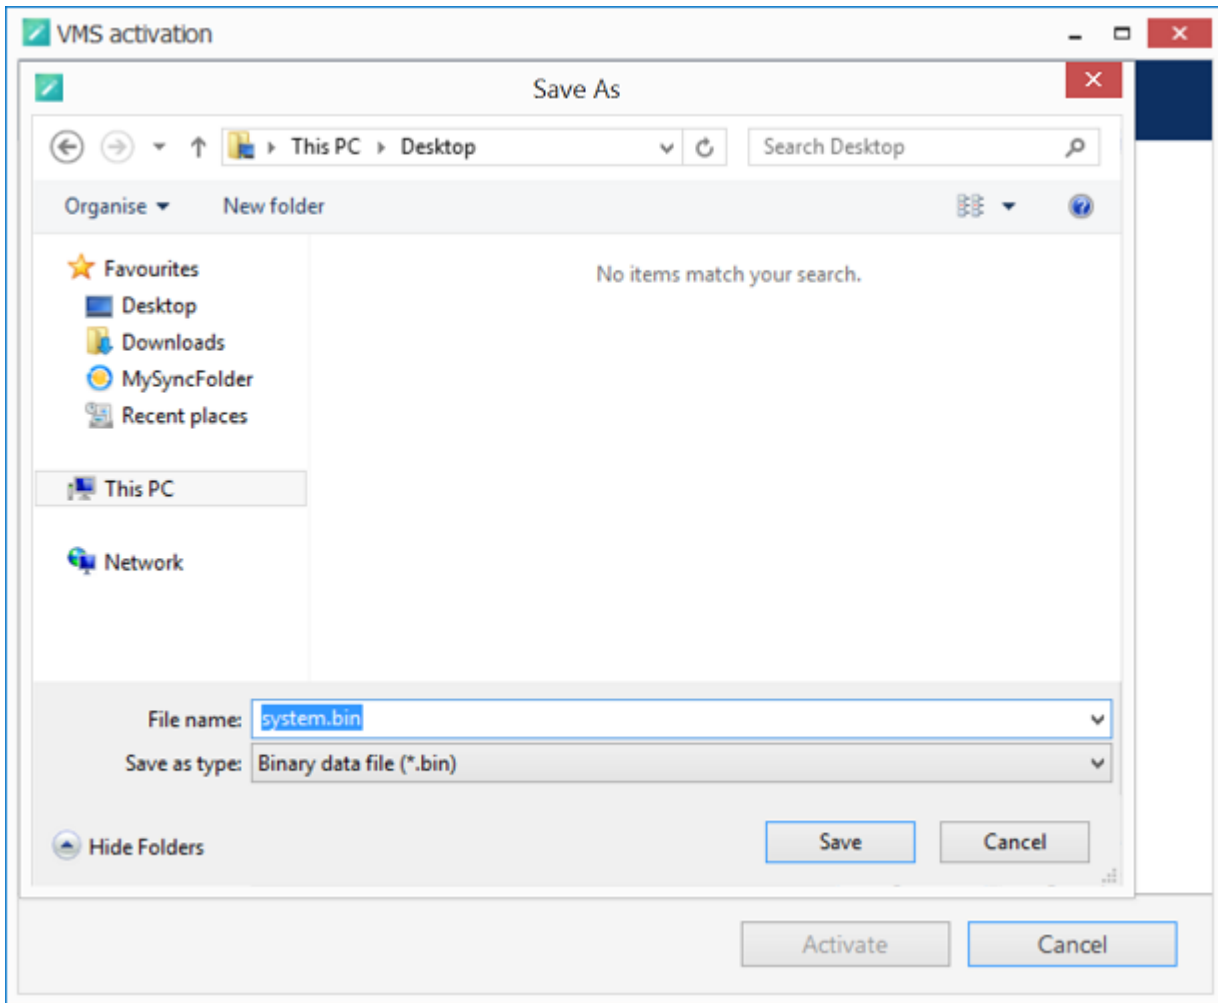 VMS activation
Save As
This PC Desktop
Search Desktop
Organise
New folder
Favourites
Desktop
Downloads
MySyncFolder
Recent places
This PC
Network
No items match your search.
File name: system.bin
Save as type: Binary data file (*.bin)
Hide Folders
Save
Cancel
Activate
Cancel